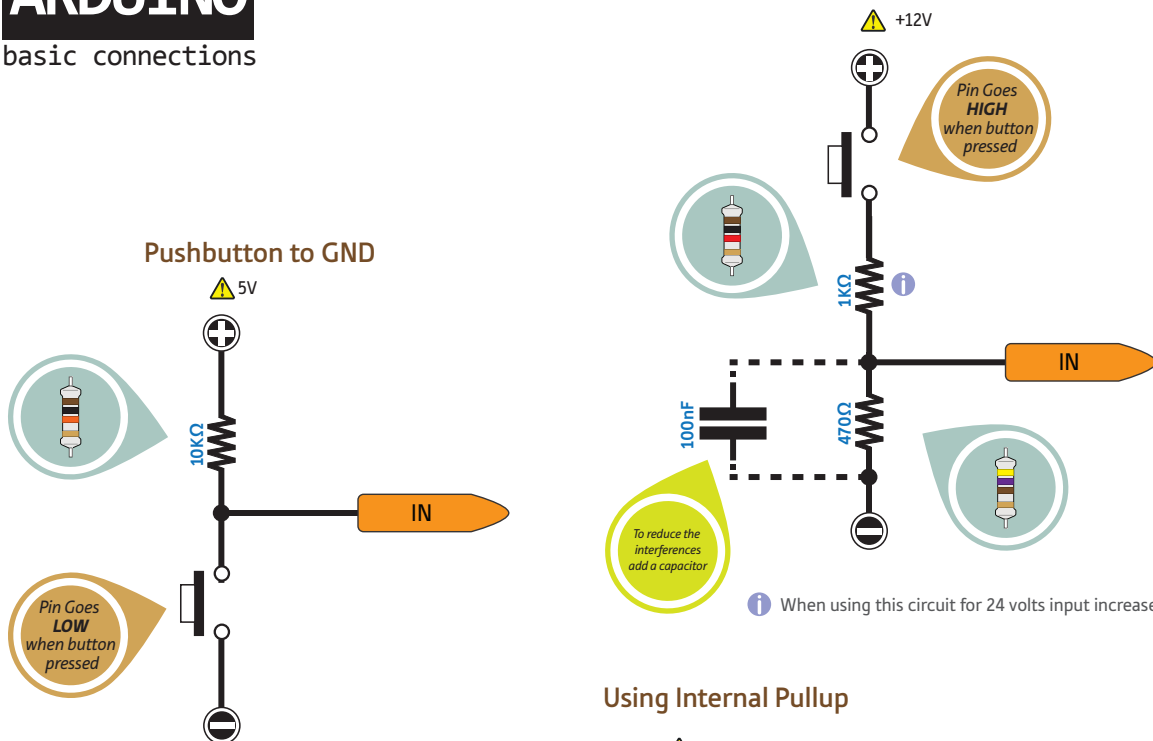 ARDUINO
basic connections
Pushbutton to GND
5V
10KΩ
IN
Pin Goes
LOW
when button
pressed
+12V
Pin Goes
HIGH
when button
pressed
1KΩ
i
IN
100nF
470Ω
To reduce the
interferences
add a capacitor
i When using this circuit for 24 volts input increase
Using Internal Pullup